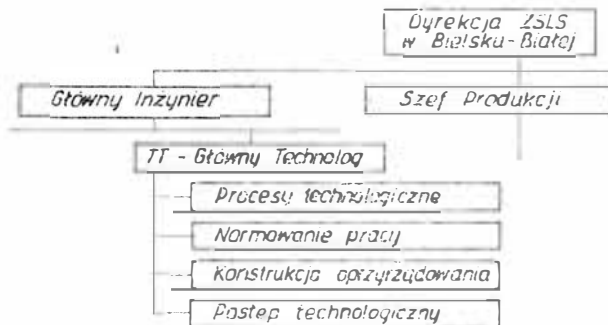 Dyrekcja ZSLS
w Bielsku-Białej
Główny Inżynier
Szef Produkcji
TT - Główny Technolog
Procesy technologiczne
Normowanie pracy
Konstrukcja oprzyrządowania
Postęp technologiczny